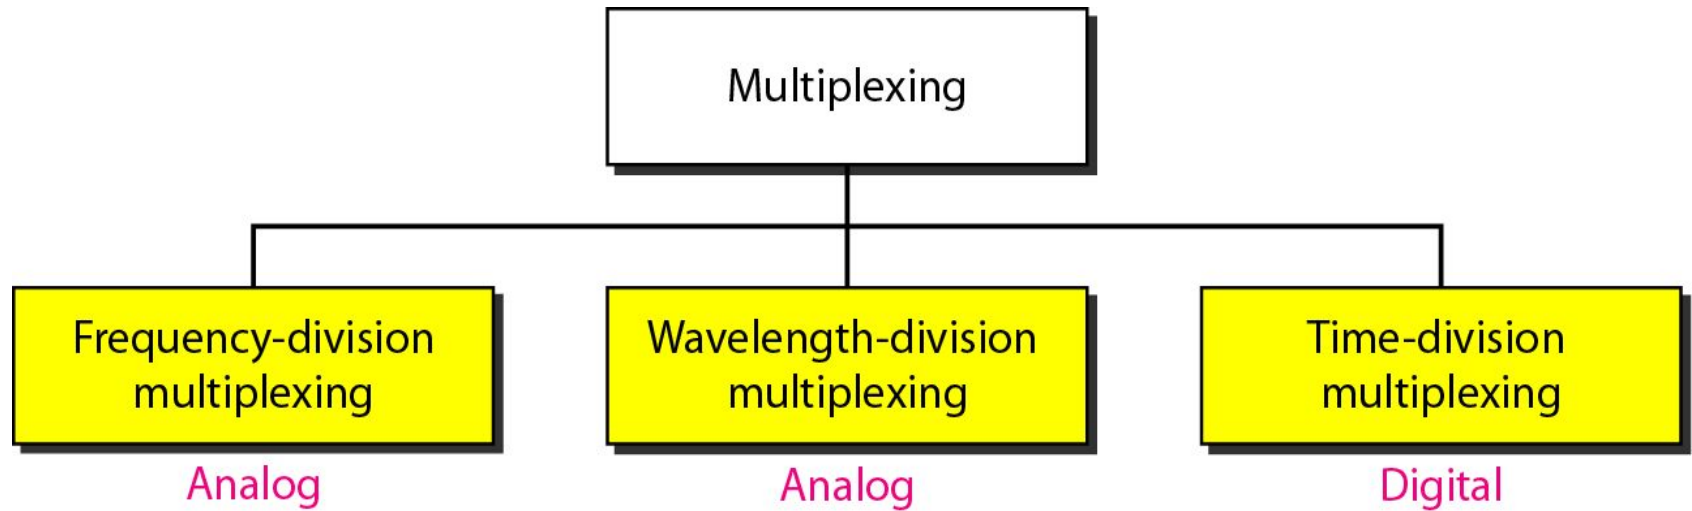 Multiplexing
Frequency-division
multiplexing
Wavelength-division
multiplexing
Time-division
multiplexing
Analog
Analog
Digital